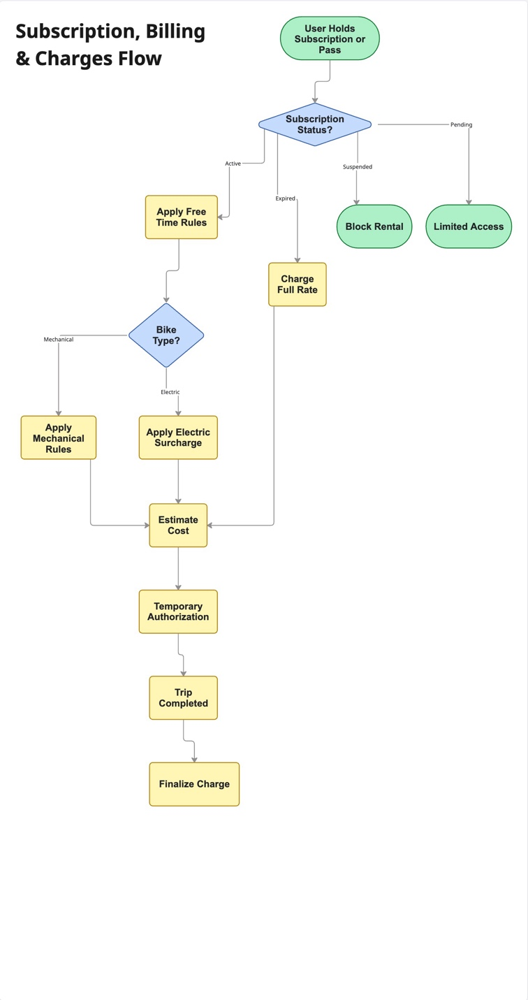 Subscription, Billing
& Charges Flow
User Holds
Subscription or
Pass
Subscription
Status?
Pending
Active
Suspended
Expired
Apply Free
Time Rules
Block Rental
Limited Access
Charge
Full Rate
Bike
Type?
Mechanical
Electric
Apply
Mechanical
Rules
Apply Electric
Surcharge
Estimate
Cost
Temporary
Authorization
Trip
Completed
Finalize Charge